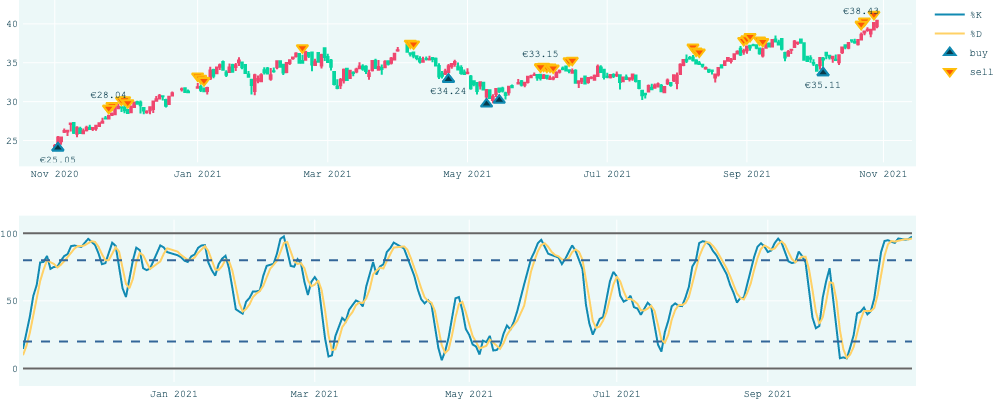 €38.43
%K
%D
buy
sell
40
35
30
25
€33.15
€28.04
€34.24
€35.11
€25.05
Nov 2020
Jan 2021
Mar 2021
May 2021
Jul 2021
Sep 2021
Nov 2021
100
50
0
Jan 2021
Mar 2021
May 2021
Jul 2021
Sep 2021